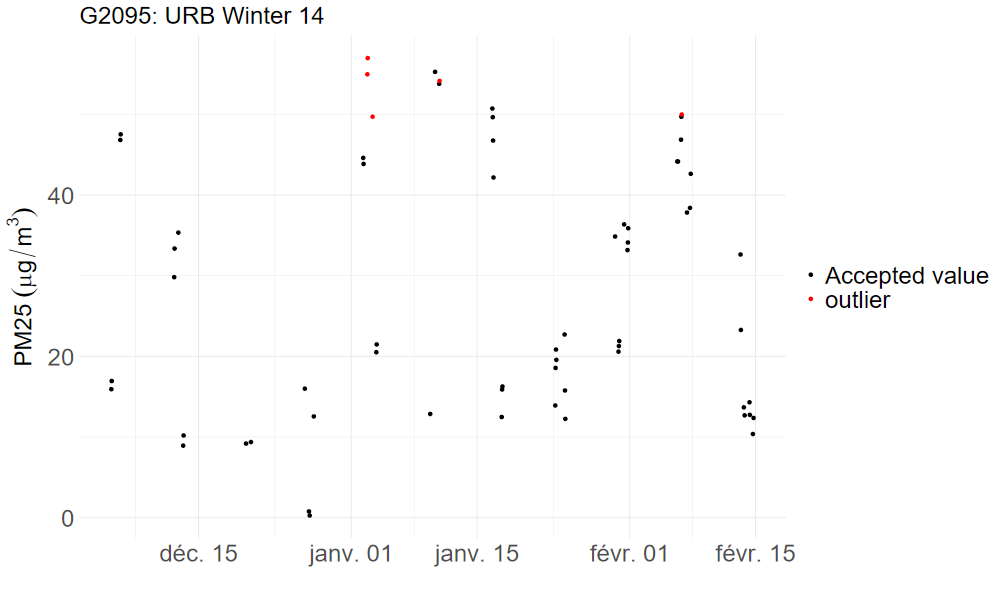 G2095: URB Winter 14
PM25 (μg/m³)
40
20
0
déc. 15
janv. 01
janv. 15
févr. 01
févr. 15
Accepted value
outlier